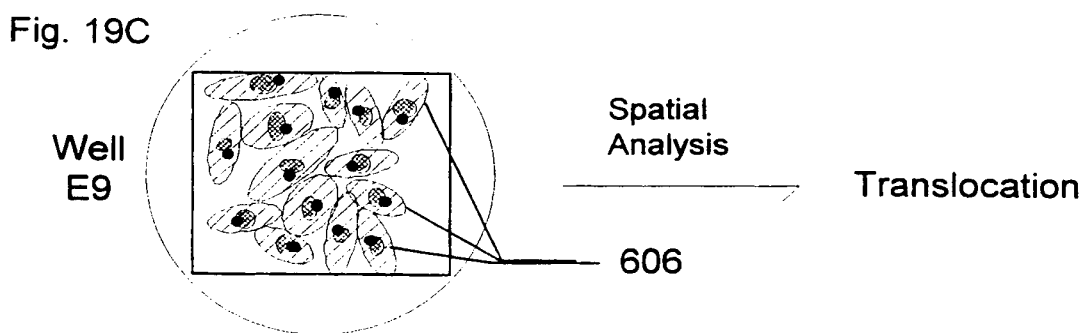 Fig. 19C
Well
E9
Spatial
Analysis
Translocation
606